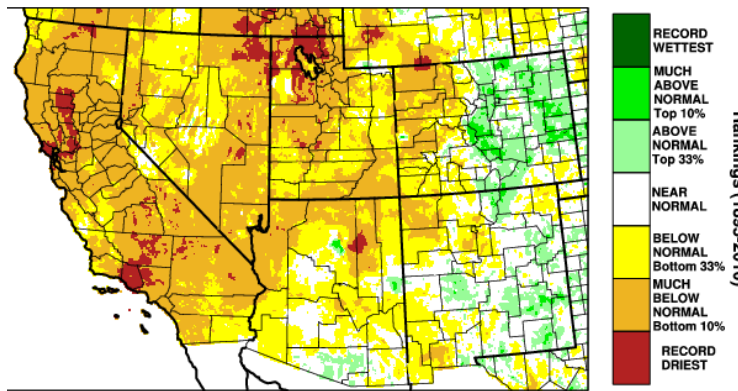 RECORD
WETTEST
MUCH
ABOVE
NORMAL
Top 10%
ABOVE
NORMAL
Top 33%
NEAR
NORMAL
BELOW
NORMAL
Bottom 33%
MUCH
BELOW
NORMAL
Bottom 10%
RECORD
DRIEST